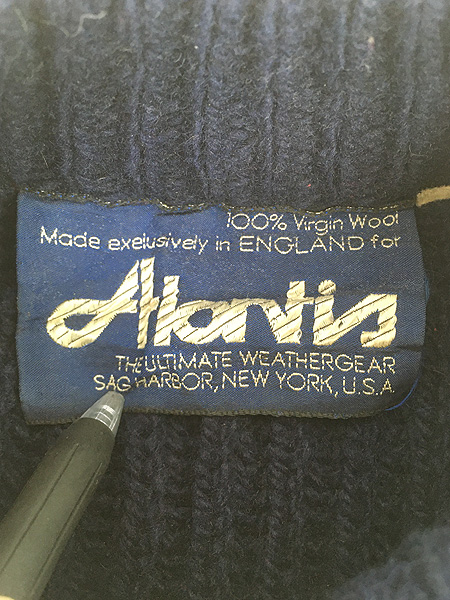 100% Virgin Wool
Made exclusively in ENGLAND for
Atlantis
THE ULTIMATE WEATHERGEAR
SAG HARBOR, NEW YORK, U.S.A